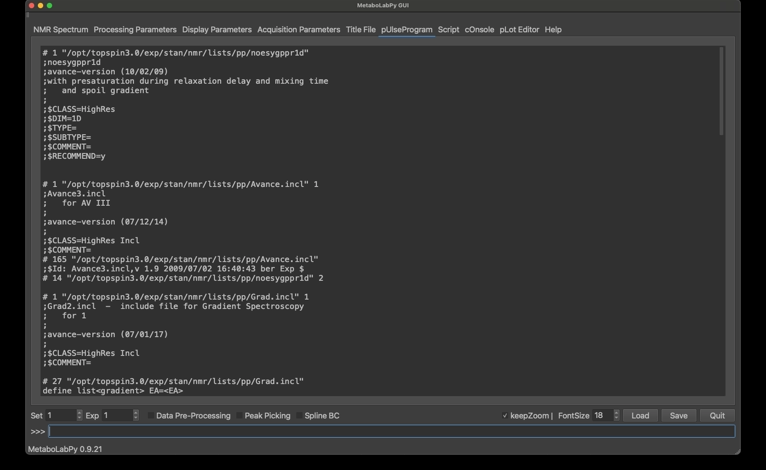 MetaboLabPy GUI
NMR Spectrum Processing Parameters Display Parameters Acquisition Parameters Title File pUlseProgram Script cOnsole pLot Editor Help
# 1 "/opt/topspin3.0/exp/stan/nmr/lists/pp/noesygppr1d"
;noesygppr1d
;avance-version (10/02/09)
;with presaturation during relaxation delay and mixing time
;   and spoil gradient
;
;$CLASS=HighRes
;$DIM=1D
;$TYPE=
;$SUBTYPE=
;$COMMENT=
;$RECOMMEND=y
# 1 "/opt/topspin3.0/exp/stan/nmr/lists/pp/Avance.incl" 1
;Avance3.incl
;   for AV III
;
;avance-version (07/12/14)
;
;$CLASS=HighRes Incl
;$COMMENT=
# 165 "/opt/topspin3.0/exp/stan/nmr/lists/pp/Avance.incl"
;$Id: Avance3.incl,v 1.9 2009/07/02 16:40:43 ber Exp $
# 14 "/opt/topspin3.0/exp/stan/nmr/lists/pp/noesygppr1d" 2
# 1 "/opt/topspin3.0/exp/stan/nmr/lists/pp/Grad.incl" 1
;Grad2.incl  -  include file for Gradient Spectroscopy
;   for 1
;
;avance-version (07/01/17)
;
;$CLASS=HighRes Incl
;$COMMENT=
# 27 "/opt/topspin3.0/exp/stan/nmr/lists/pp/Grad.incl"
define list<gradient> EA=<EA>
Set 1 Exp 1 Data Pre-Processing Peak Picking Spline BC keepZoom | FontSize 18 Load Save Quit
>>>
MetaboLabPy 0.9.21